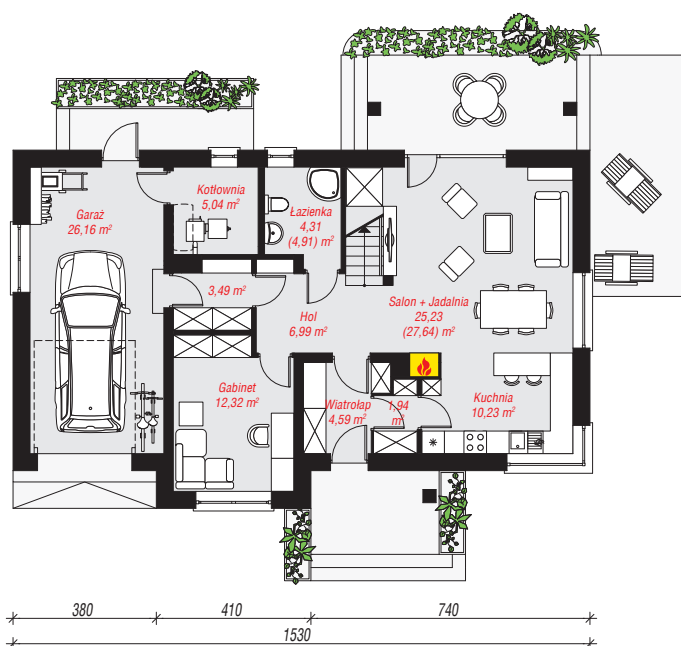 Kotłownia
5,04 m²
Łazienka
4,31
(4,91) m²
Garaż
26,16 m²
3,49 m²
Hol
6,99 m²
Salon + Jadalnia
25,23
(27,64) m²
Gabinet
12,32 m²
Wiatrołap
4,59 m²
1,94
m²
Kuchnia
10,23 m²
380
410
740
1530